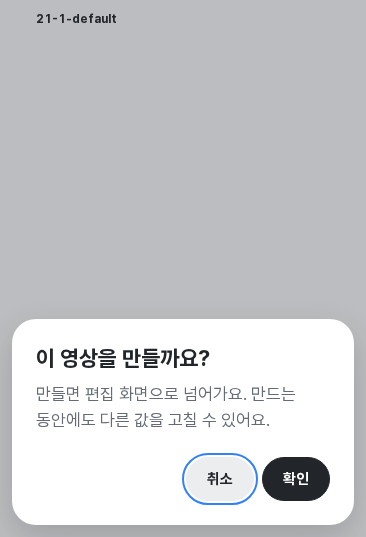 21-1-default
이 영상을 만들까요?
만들면 편집 화면으로 넘어가요. 만드는
동안에도 다른 값을 고칠 수 있어요.
취소 확인